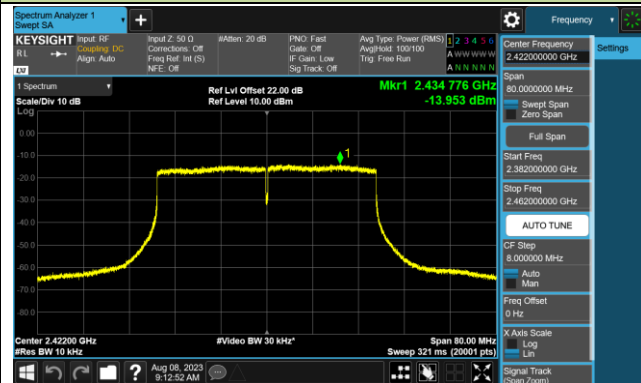 Spectrum Analyzer 1
Swept SA
Frequency
KEYSIGHT
RL
LXI
Input: RF
Coupling: DC
Align: Auto
Input Z: 50 Ω
Corrections: Off
Freq Ref: Int (S)
NFE: Off
#Atten: 20 dB
PNO: Fast
Gate: Off
IF Gain: Low
Sig Track: Off
Avg Type: Power (RMS)
Avg|Hold: 100/100
Trig: Free Run
1 2 3 4 5 6
A W W W W W
A N N N N N
1 Spectrum
Scale/Div 10 dB
Log
Ref Lvl Offset 22.00 dB
Ref Level 10.00 dBm
Mkr1 2.434 776 GHz
-13.953 dBm
0.00
-10.0
-20.0
-30.0
-40.0
-50.0
-60.0
-70.0
-80.0
1
Center 2.42200 GHz
#Res BW 10 kHz
#Video BW 30 kHz*
Span 80.00 MHz
Sweep 321 ms (20001 pts)
Aug 08, 2023
9:12:52 AM
Center Frequency
2.422000000 GHz
Settings
Span
80.0000000 MHz
Swept Span
Zero Span
Full Span
Start Freq
2.382000000 GHz
Stop Freq
2.462000000 GHz
AUTO TUNE
CF Step
8.000000 MHz
Auto
Man
Freq Offset
0 Hz
X Axis Scale
Log
Lin
Signal Track
(Span Zoom)